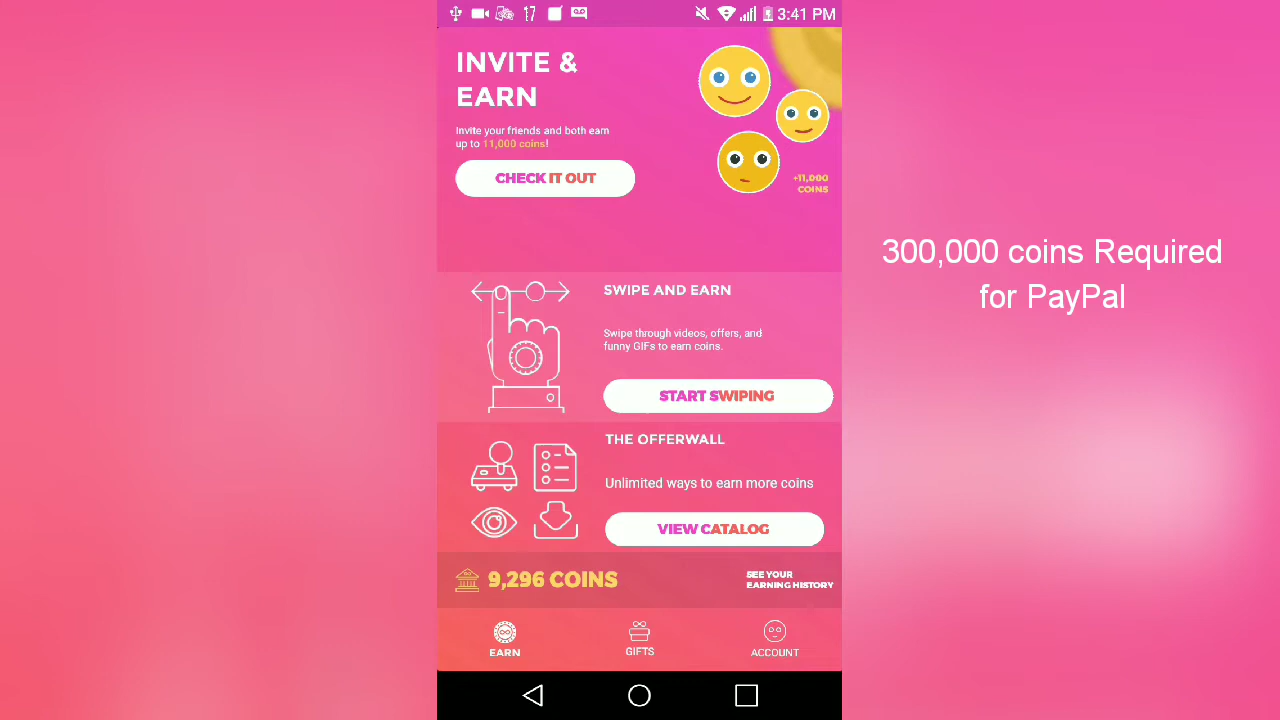 17
3:41 PM
INVITE &
EARN
Invite your friends and both earn
up to 11,000 coins!
CHECK IT OUT
+11,000
COINS
300,000 coins Required
for PayPal
SWIPE AND EARN
Swipe through videos, offers, and
funny GIFs to earn coins.
START SWIPING
THE OFFERWALL
Unlimited ways to earn more coins
VIEW CATALOG
9,296 COINS
SEE YOUR
EARNING HISTORY
EARN
GIFTS
ACCOUNT